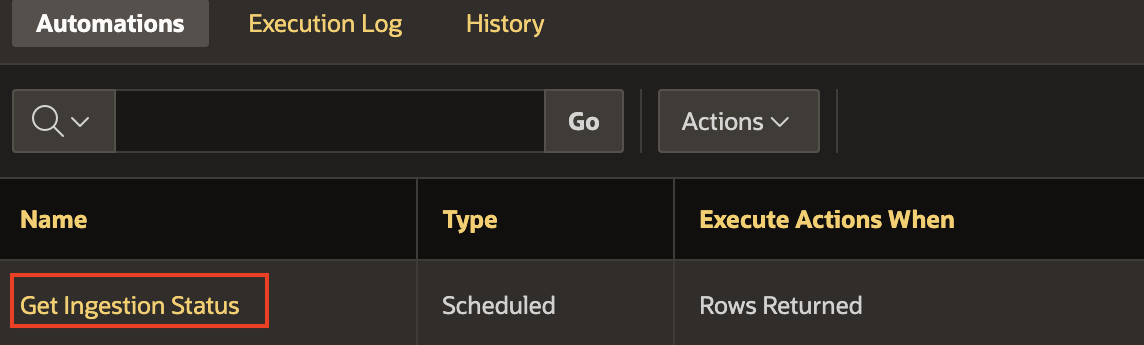 Automations Execution Log History
Go Actions
Name Type Execute Actions When
Get Ingestion Status Scheduled Rows Returned